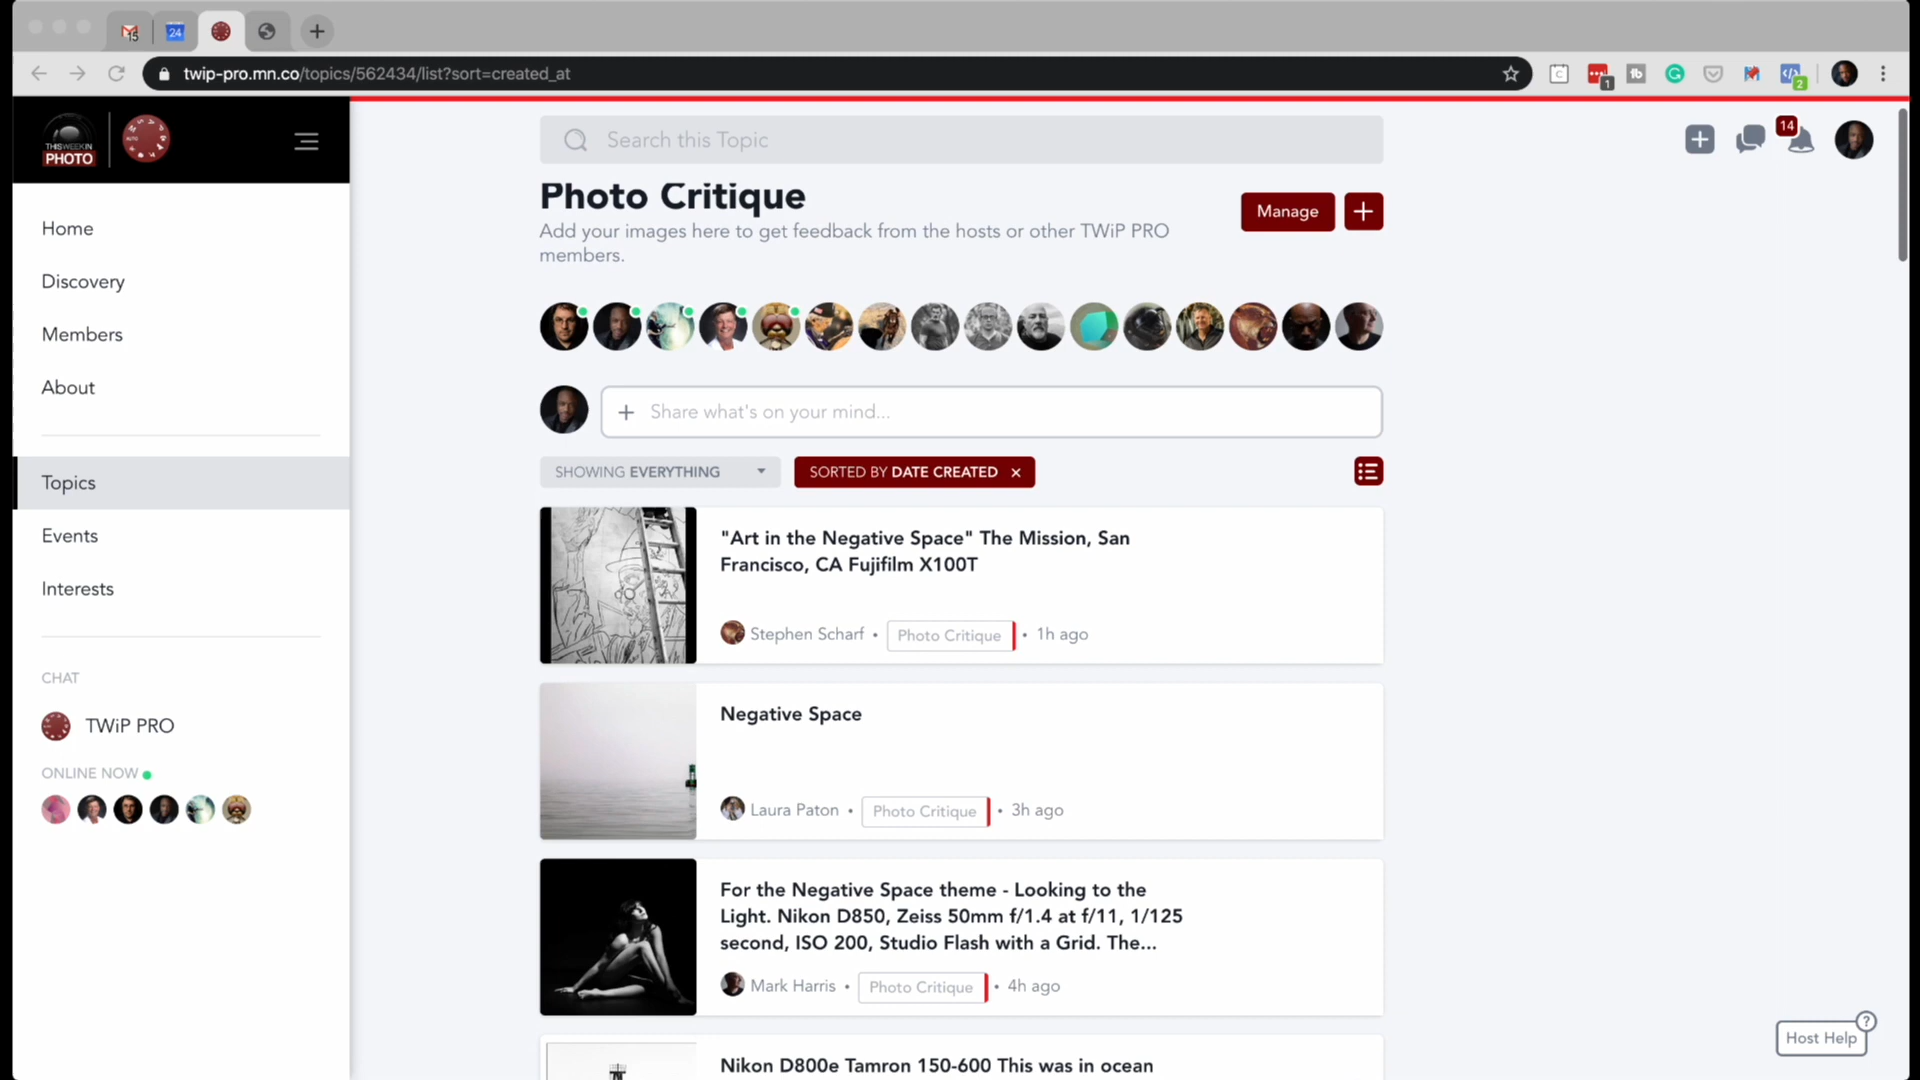 15
24
twip-pro.mn.co/topics/562434/list?sort=created_at
1
2
THISWEEKIN
PHOTO
Search this Topic
14
Photo Critique
Manage
Add your images here to get feedback from the hosts or other TWiP PRO
members.
Home
Discovery
Members
About
Topics
Events
Interests
CHAT
TWiP PRO
ONLINE NOW
Share what's on your mind...
SHOWING EVERYTHING
SORTED BY DATE CREATED ×
"Art in the Negative Space" The Mission, San
Francisco, CA Fujifilm X100T
Stephen Scharf • Photo Critique • 1h ago
Negative Space
Laura Paton • Photo Critique • 3h ago
For the Negative Space theme - Looking to the
Light. Nikon D850, Zeiss 50mm f/1.4 at f/11, 1/125
second, ISO 200, Studio Flash with a Grid. The...
Mark Harris • Photo Critique • 4h ago
Nikon D800e Tamron 150-600 This was in ocean
Host Help
?